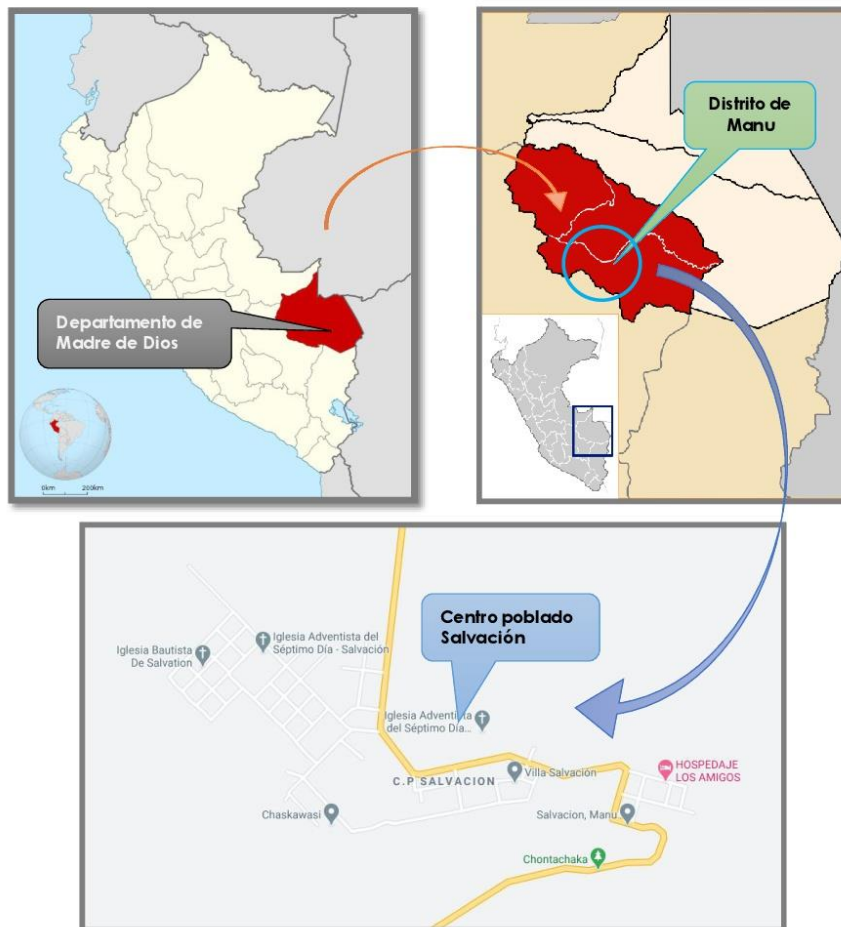 Departamento de
Madre de Dios
0km
200km
Distrito de
Manu
Centro poblado
Salvación
Iglesia Bautista
De Salvation
Iglesia Adventista del
Séptimo Día - Salvación
Iglesia Adventista
del Séptimo Día...
C.P SALVACION
Villa Salvación
HOSPEDAJE
LOS AMIGOS
Chaskawasi
Salvacion, Manu
Chontachaka